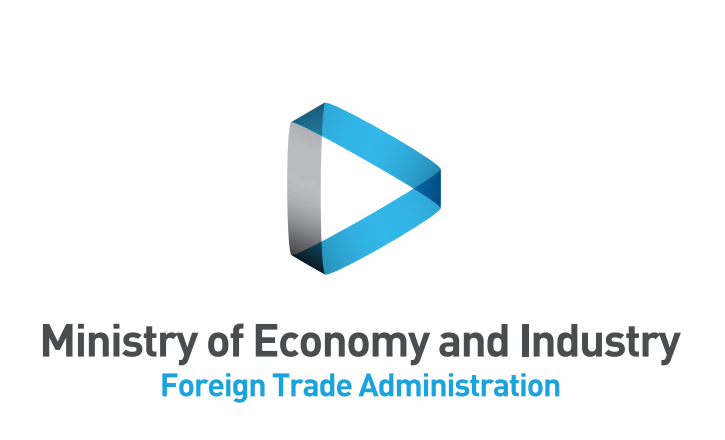 Ministry of Economy and Industry
Foreign Trade Administration